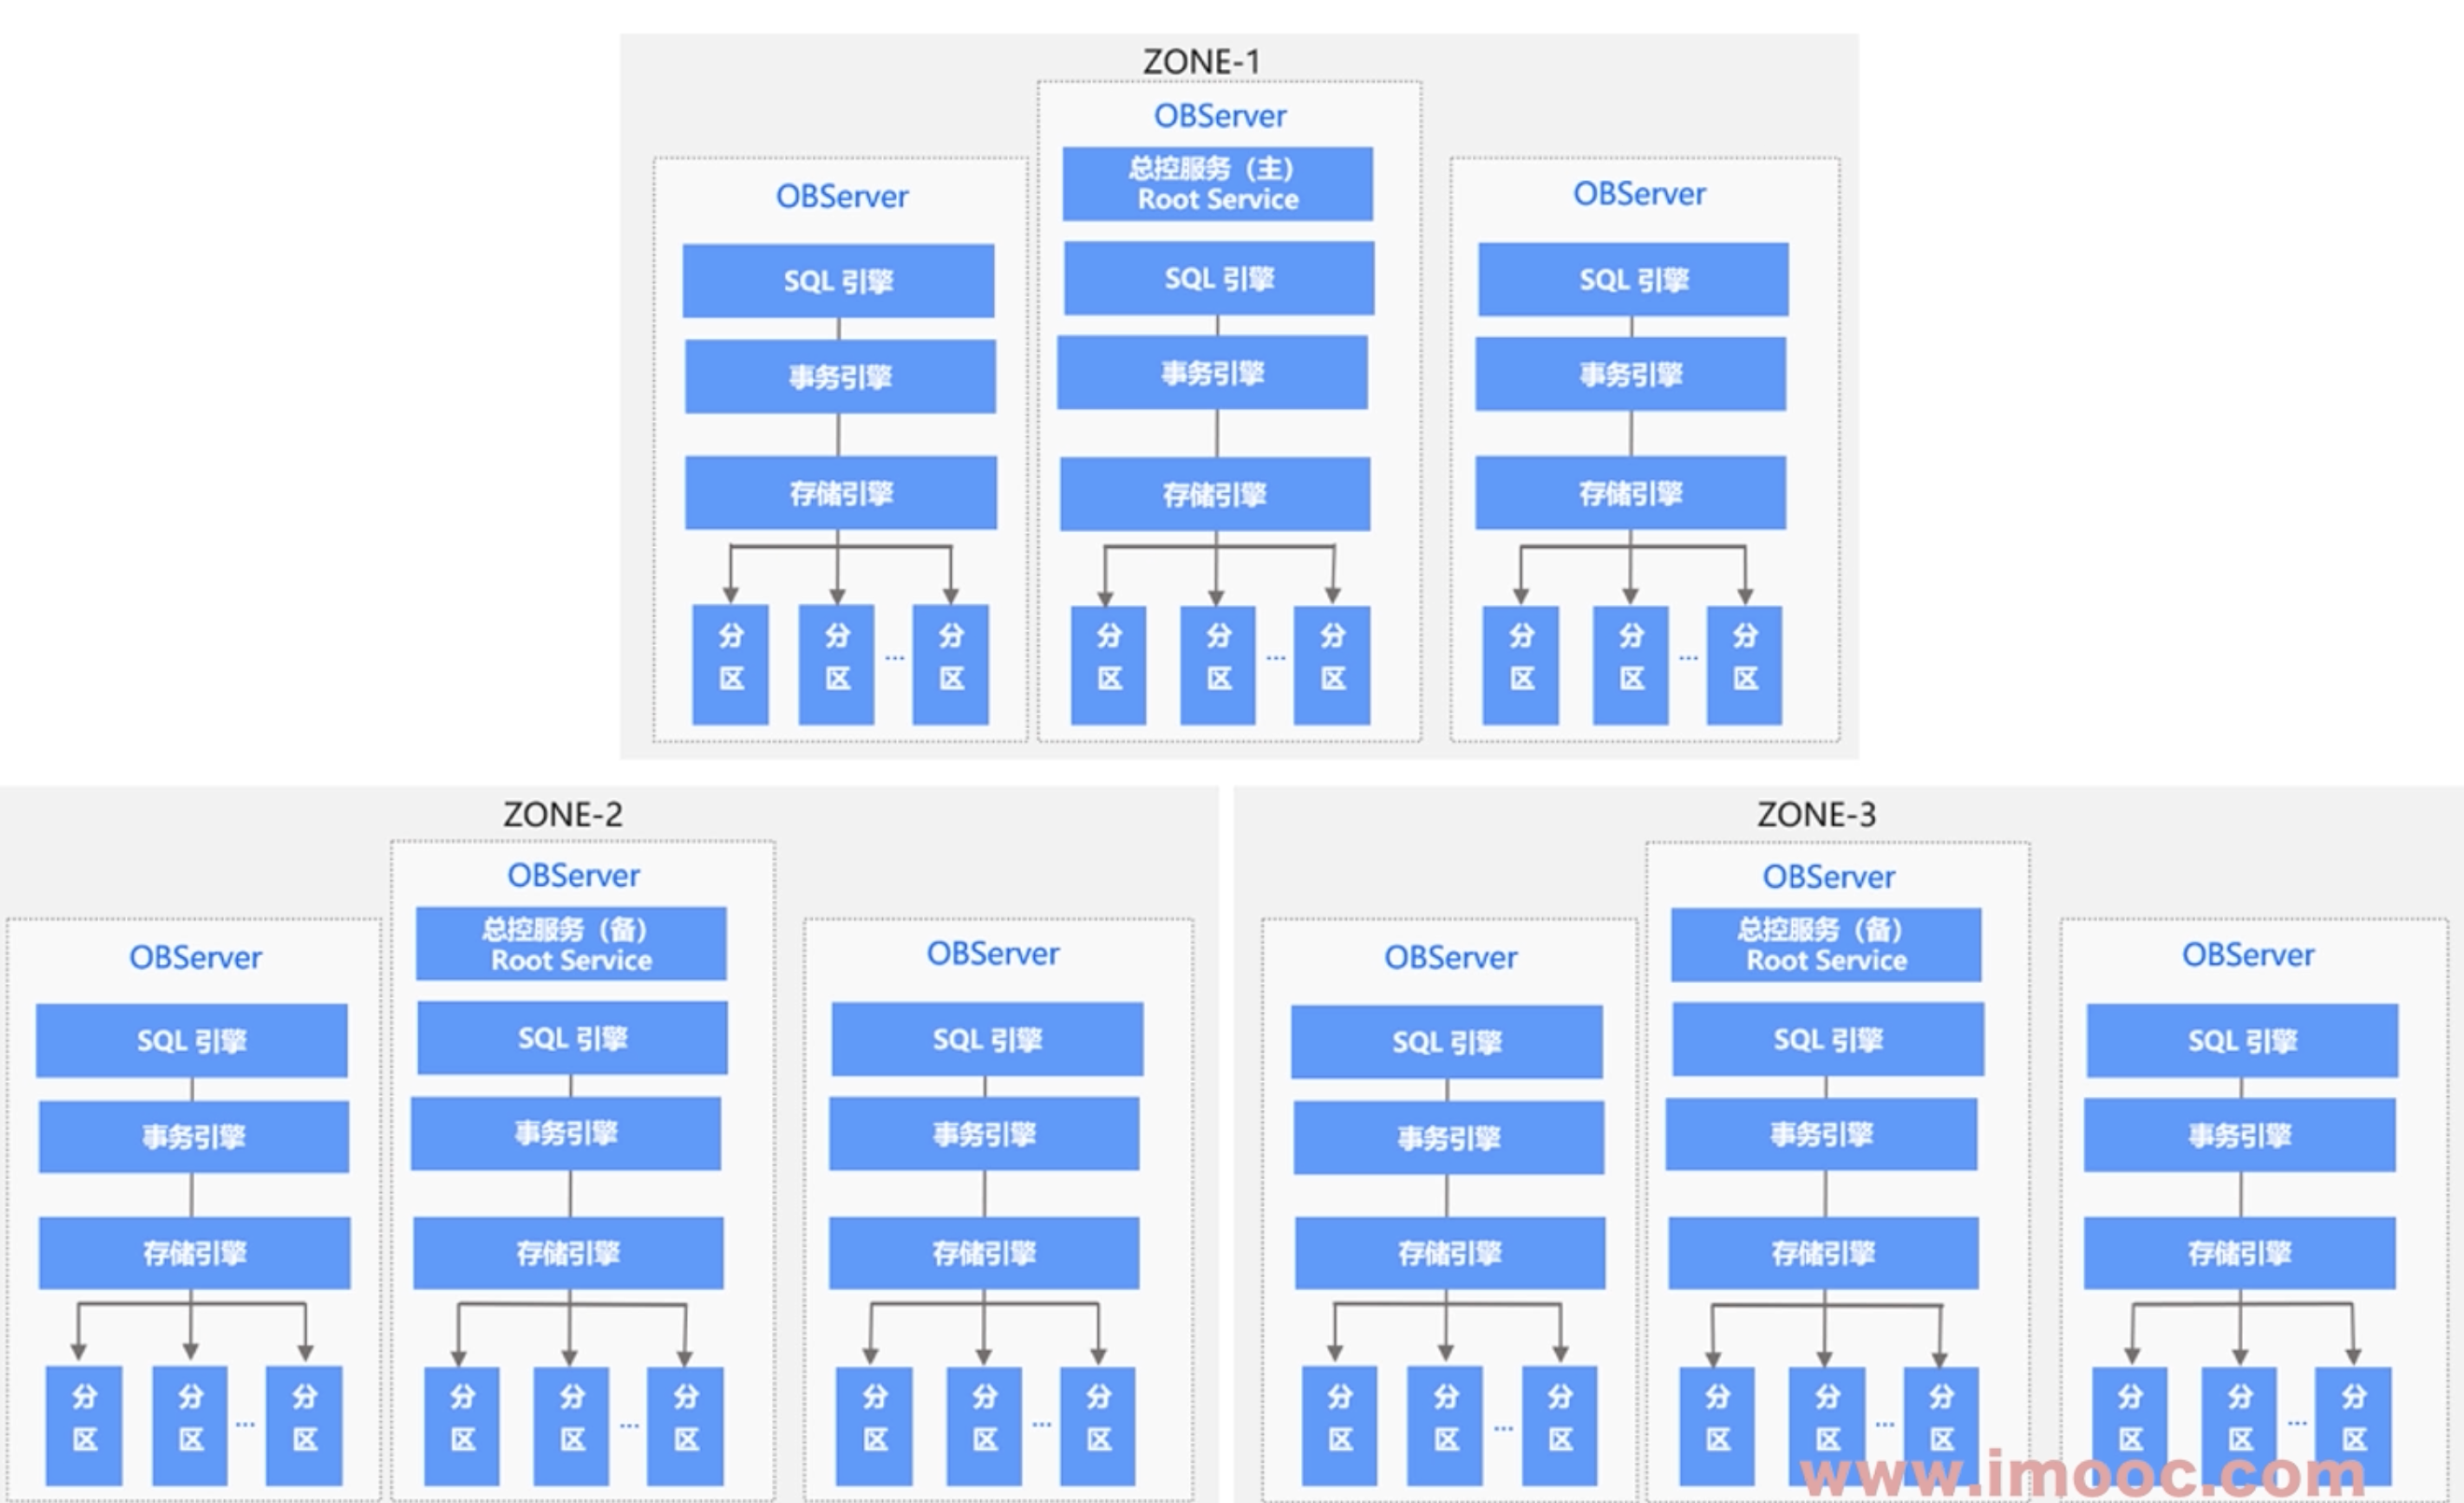 ZONE-1
OBServer
SQL 引擎
事务引擎
存储引擎
分区
分区
...
分区
OBServer
总控服务（主）
Root Service
SQL 引擎
事务引擎
存储引擎
分区
分区
...
分区
OBServer
SQL 引擎
事务引擎
存储引擎
分区
分区
...
分区
ZONE-2
OBServer
SQL 引擎
事务引擎
存储引擎
分区
分区
...
分区
OBServer
总控服务（备）
Root Service
SQL 引擎
事务引擎
存储引擎
分区
分区
...
分区
OBServer
SQL 引擎
事务引擎
存储引擎
分区
分区
...
分区
ZONE-3
OBServer
SQL 引擎
事务引擎
存储引擎
分区
分区
...
分区
OBServer
总控服务（备）
Root Service
SQL 引擎
事务引擎
存储引擎
分区
分区
...
分区
OBServer
SQL 引擎
事务引擎
存储引擎
分区
分区
...
分区
www.imooc.com